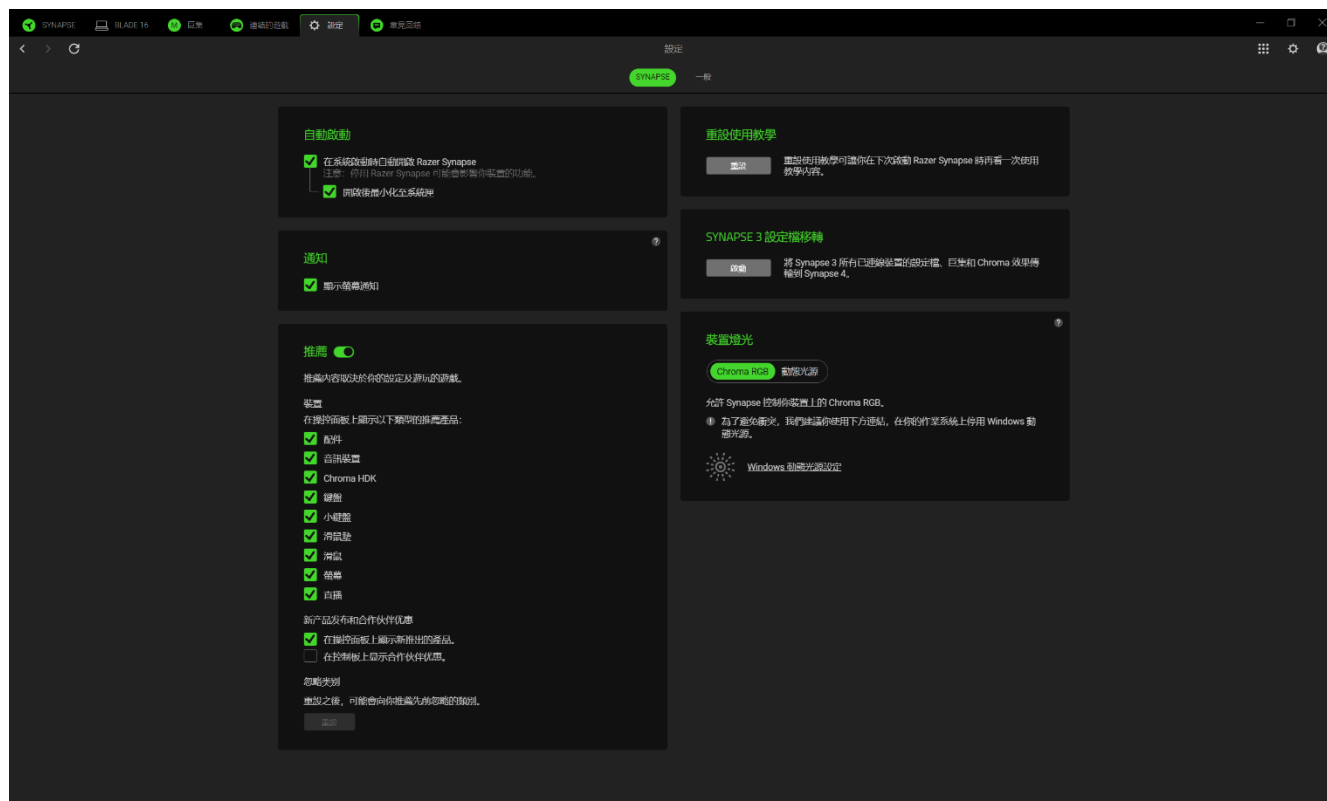 SYNAPSE BLADE 16 巨集 連結的遊戲 設定 意見回饋
設定
SYNAPSE 一般
自動啟動
在系統啟動時自動開啟 Razer Synapse
注意：停用 Razer Synapse 可能會影響你裝置的功能。
開啟後最小化至系統匣
通知
顯示螢幕通知
推薦
推薦內容取決於你的設定及遊玩的遊戲。
裝置
在操控面板上顯示以下類型的推薦產品：
配件
音訊裝置
Chroma HDK
鍵盤
小鍵盤
滑鼠墊
滑鼠
螢幕
直播
新产品发布和合作伙伴优惠
在操控面板上顯示新推出的產品。
在控制板上显示合作伙伴优惠。
忽略类别
重設之後，可能會向你推薦先前忽略的類別。
重設
重設使用教學
重設
重設使用教學可讓你在下次啟動 Razer Synapse 時再看一次使用
教學內容。
SYNAPSE 3 設定檔移轉
啟動
將 Synapse 3 所有已連線裝置的設定檔、巨集和 Chroma 效果傳
輸到 Synapse 4。
裝置燈光
Chroma RGB 動態光源
允許 Synapse 控制你裝置上的 Chroma RGB。
為了避免衝突，我們建議你使用下方連結，在你的作業系統上停用 Windows 動
態光源。
Windows 動態光源設定